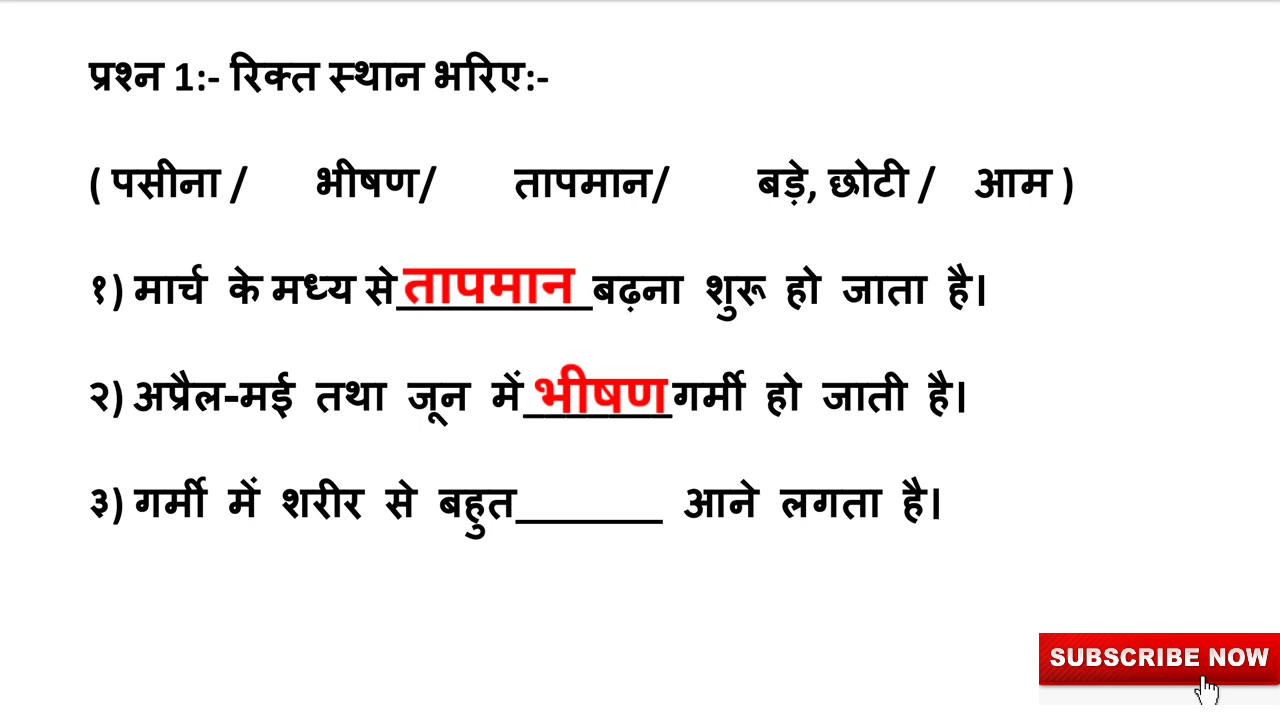 प्रश्न 1:- रिक्त स्थान भरिए:-
( पसीना / भीषण/ तापमान/ बड़े, छोटी / आम )
१) मार्च के मध्य से तापमान बढ़ना शुरू हो जाता है।
२) अप्रैल-मई तथा जून में भीषण गर्मी हो जाती है।
३) गर्मी में शरीर से बहुत_______ आने लगता है।
SUBSCRIBE NOW